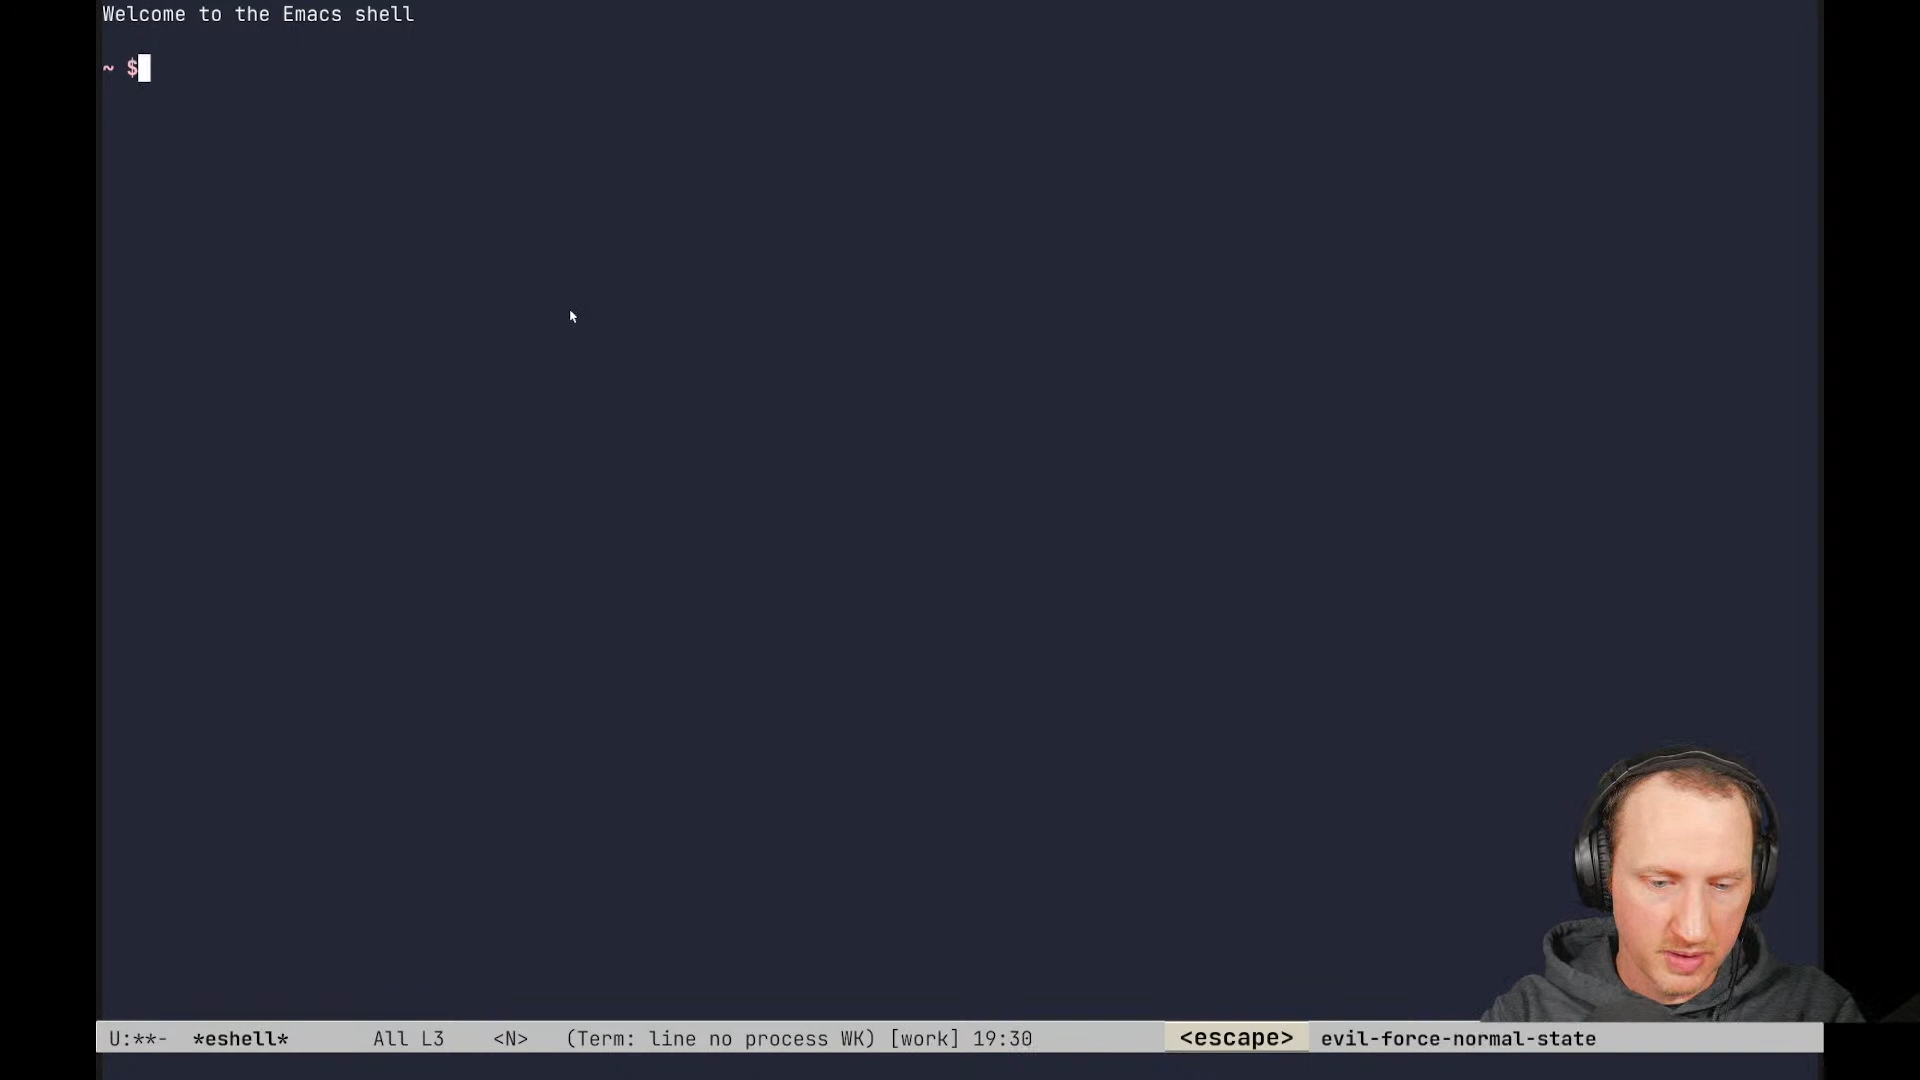 Welcome to the Emacs shell
~ $
U:**-  *eshell*       All L3    <N>   (Term: line no process WK) [work] 19:30    <escape>  evil-force-normal-state